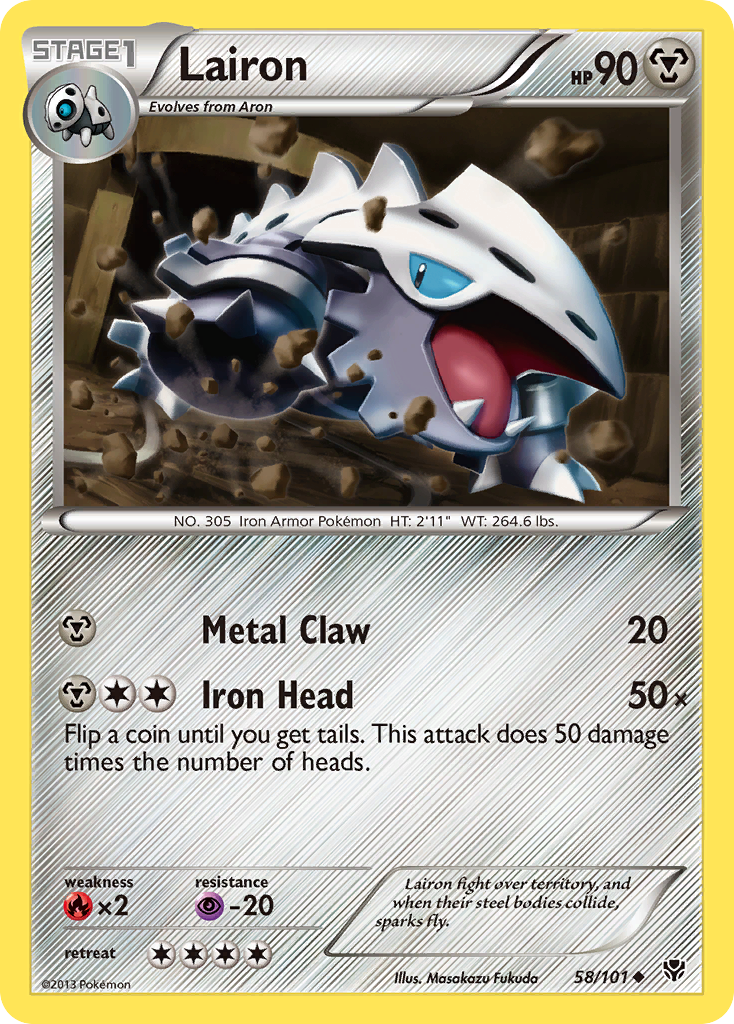 STAGE1
Lairon
HP 90
Evolves from Aron
NO. 305 Iron Armor Pokémon HT: 2'11" WT: 264.6 lbs.
Metal Claw 20
Iron Head 50×
Flip a coin until you get tails. This attack does 50 damage
times the number of heads.
weakness resistance
×2 -20
retreat
Lairon fight over territory, and
when their steel bodies collide,
sparks fly.
©2013 Pokémon
Illus. Masakazu Fukuda 58/101